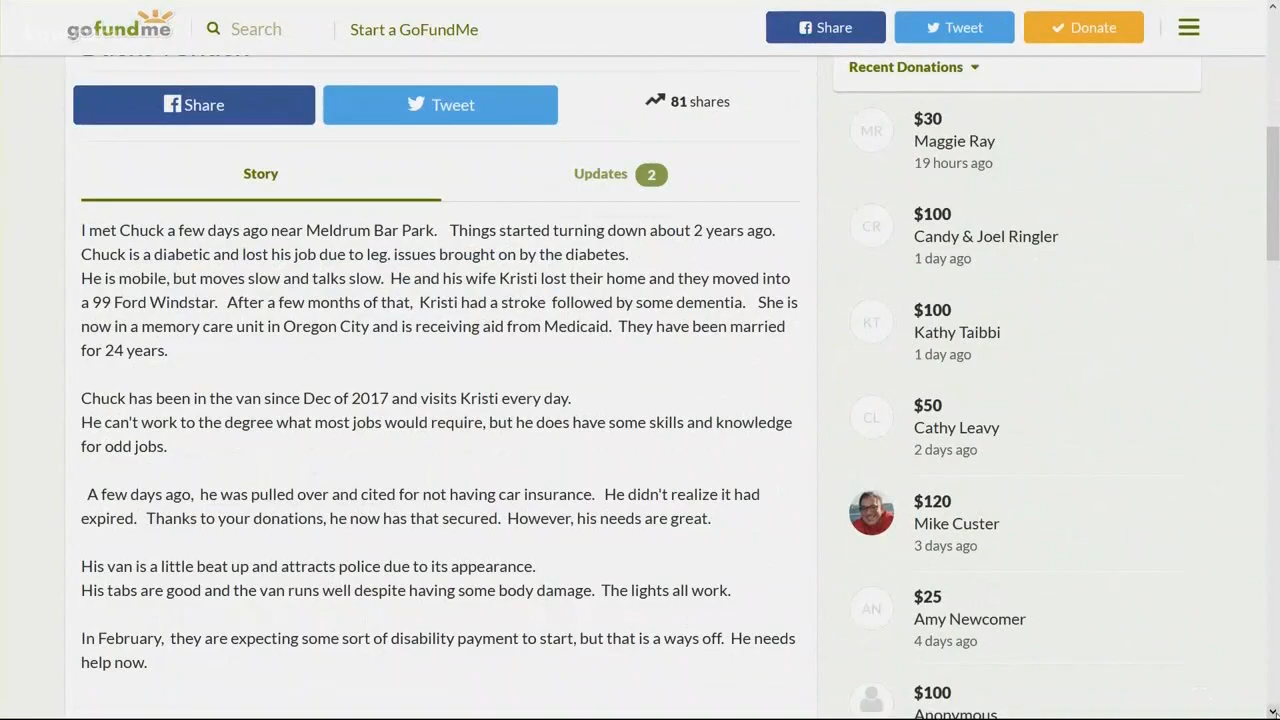 gofundme
Search
Start a GoFundMe
Share
Tweet
Donate
Share
Tweet
81 shares
Story
Updates 2
I met Chuck a few days ago near Meldrum Bar Park. Things started turning down about 2 years ago.
Chuck is a diabetic and lost his job due to leg. issues brought on by the diabetes.
He is mobile, but moves slow and talks slow. He and his wife Kristi lost their home and they moved into
a 99 Ford Windstar. After a few months of that, Kristi had a stroke followed by some dementia. She is
now in a memory care unit in Oregon City and is receiving aid from Medicaid. They have been married
for 24 years.
Chuck has been in the van since Dec of 2017 and visits Kristi every day.
He can't work to the degree what most jobs would require, but he does have some skills and knowledge
for odd jobs.
A few days ago, he was pulled over and cited for not having car insurance. He didn't realize it had
expired. Thanks to your donations, he now has that secured. However, his needs are great.
His van is a little beat up and attracts police due to its appearance.
His tabs are good and the van runs well despite having some body damage. The lights all work.
In February, they are expecting some sort of disability payment to start, but that is a ways off. He needs
help now.
Recent Donations
MR
$30
Maggie Ray
19 hours ago
CR
$100
Candy & Joel Ringler
1 day ago
KT
$100
Kathy Taibbi
1 day ago
CL
$50
Cathy Leavy
2 days ago
$120
Mike Custer
3 days ago
AN
$25
Amy Newcomer
4 days ago
$100
Anonymous